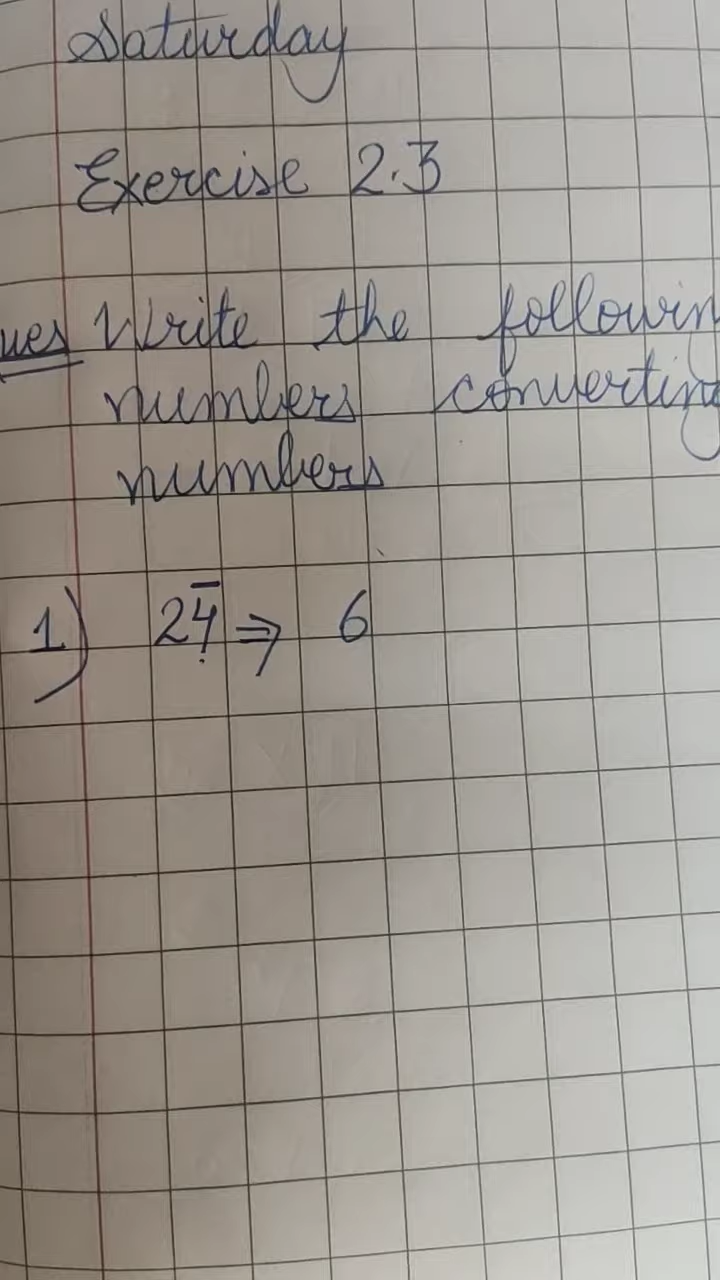 Saturday
Exercise 2.3
ues Write the followin
numbers converting
numbers
1) 24̅ ⇒ 6